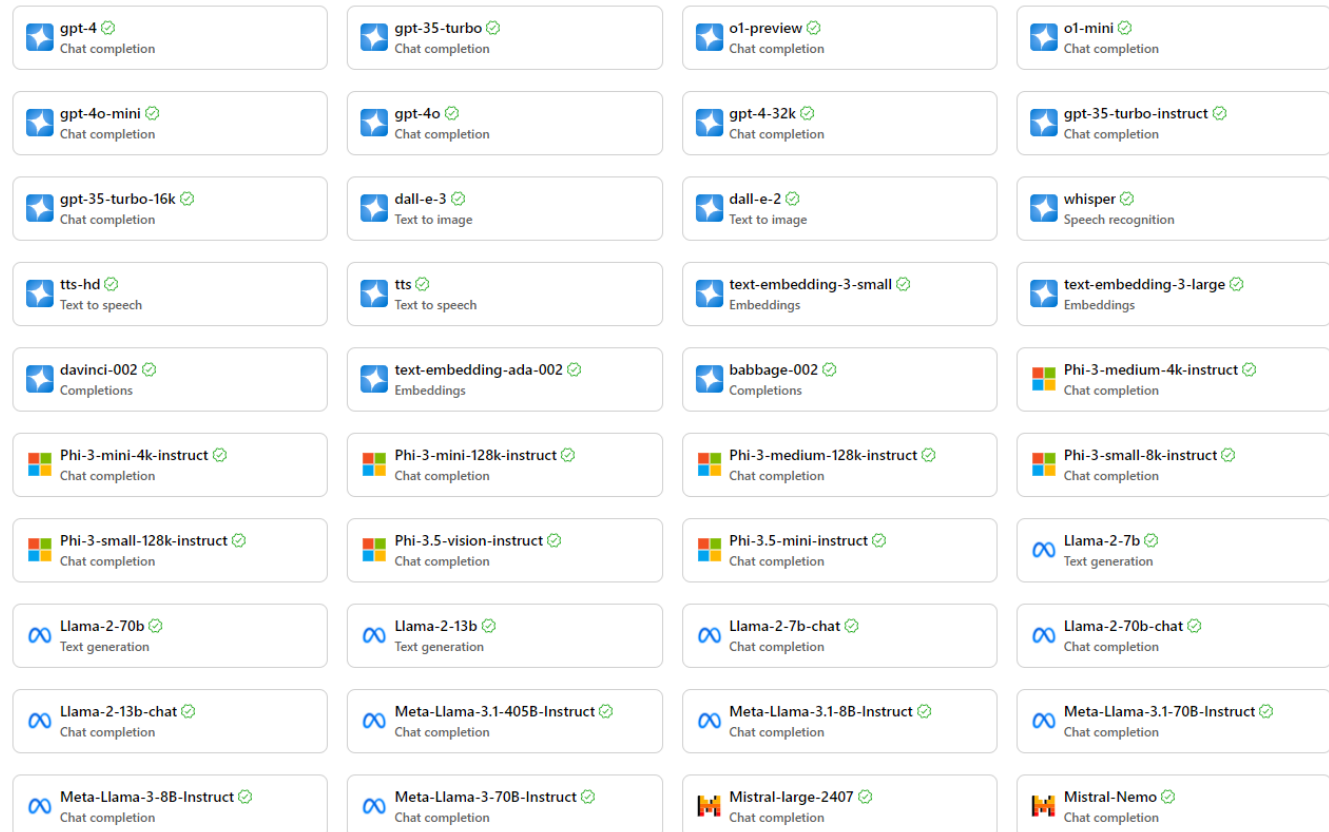 gpt-4
Chat completion
gpt-35-turbo
Chat completion
o1-preview
Chat completion
o1-mini
Chat completion
gpt-4o-mini
Chat completion
gpt-4o
Chat completion
gpt-4-32k
Chat completion
gpt-35-turbo-instruct
Chat completion
gpt-35-turbo-16k
Chat completion
dall-e-3
Text to image
dall-e-2
Text to image
whisper
Speech recognition
tts-hd
Text to speech
tts
Text to speech
text-embedding-3-small
Embeddings
text-embedding-3-large
Embeddings
davinci-002
Completions
text-embedding-ada-002
Embeddings
babbage-002
Completions
Phi-3-medium-4k-instruct
Chat completion
Phi-3-mini-4k-instruct
Chat completion
Phi-3-mini-128k-instruct
Chat completion
Phi-3-medium-128k-instruct
Chat completion
Phi-3-small-8k-instruct
Chat completion
Phi-3-small-128k-instruct
Chat completion
Phi-3.5-vision-instruct
Chat completion
Phi-3.5-mini-instruct
Chat completion
Llama-2-7b
Text generation
Llama-2-70b
Text generation
Llama-2-13b
Text generation
Llama-2-7b-chat
Chat completion
Llama-2-70b-chat
Chat completion
Llama-2-13b-chat
Chat completion
Meta-Llama-3.1-405B-Instruct
Chat completion
Meta-Llama-3.1-8B-Instruct
Chat completion
Meta-Llama-3.1-70B-Instruct
Chat completion
Meta-Llama-3-8B-Instruct
Chat completion
Meta-Llama-3-70B-Instruct
Chat completion
Mistral-large-2407
Chat completion
Mistral-Nemo
Chat completion